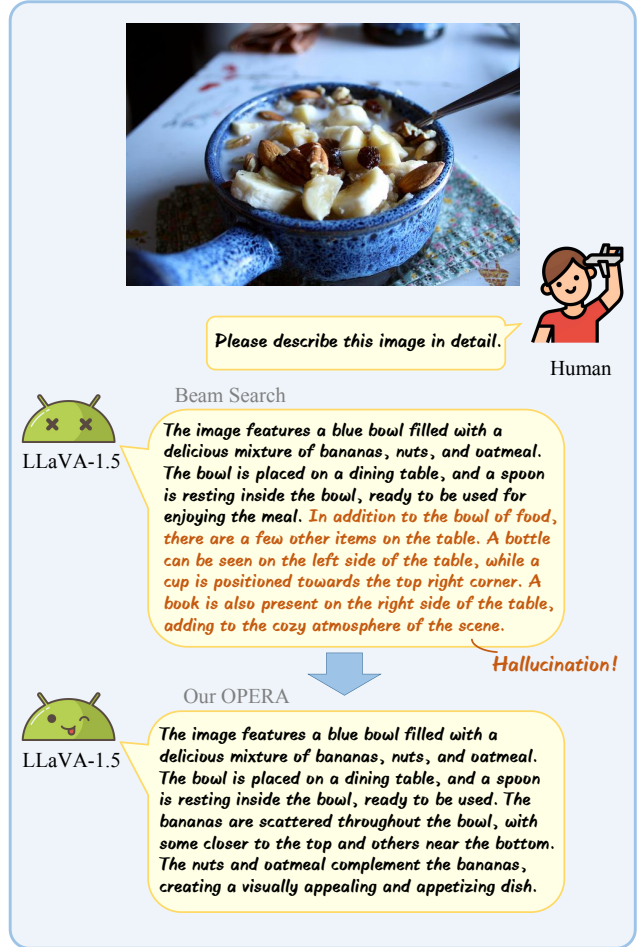 Please describe this image in detail.
Human
Beam Search
LLaVA-1.5
The image features a blue bowl filled with a
delicious mixture of bananas, nuts, and oatmeal.
The bowl is placed on a dining table, and a spoon
is resting inside the bowl, ready to be used for
enjoying the meal. In addition to the bowl of food,
there are a few other items on the table. A bottle
can be seen on the left side of the table, while a
cup is positioned towards the top right corner. A
book is also present on the right side of the table,
adding to the cozy atmosphere of the scene.
Hallucination!
Our OPERA
LLaVA-1.5
The image features a blue bowl filled with a
delicious mixture of bananas, nuts, and oatmeal.
The bowl is placed on a dining table, and a spoon
is resting inside the bowl, ready to be used. The
bananas are scattered throughout the bowl, with
some closer to the top and others near the bottom.
The nuts and oatmeal complement the bananas,
creating a visually appealing and appetizing dish.